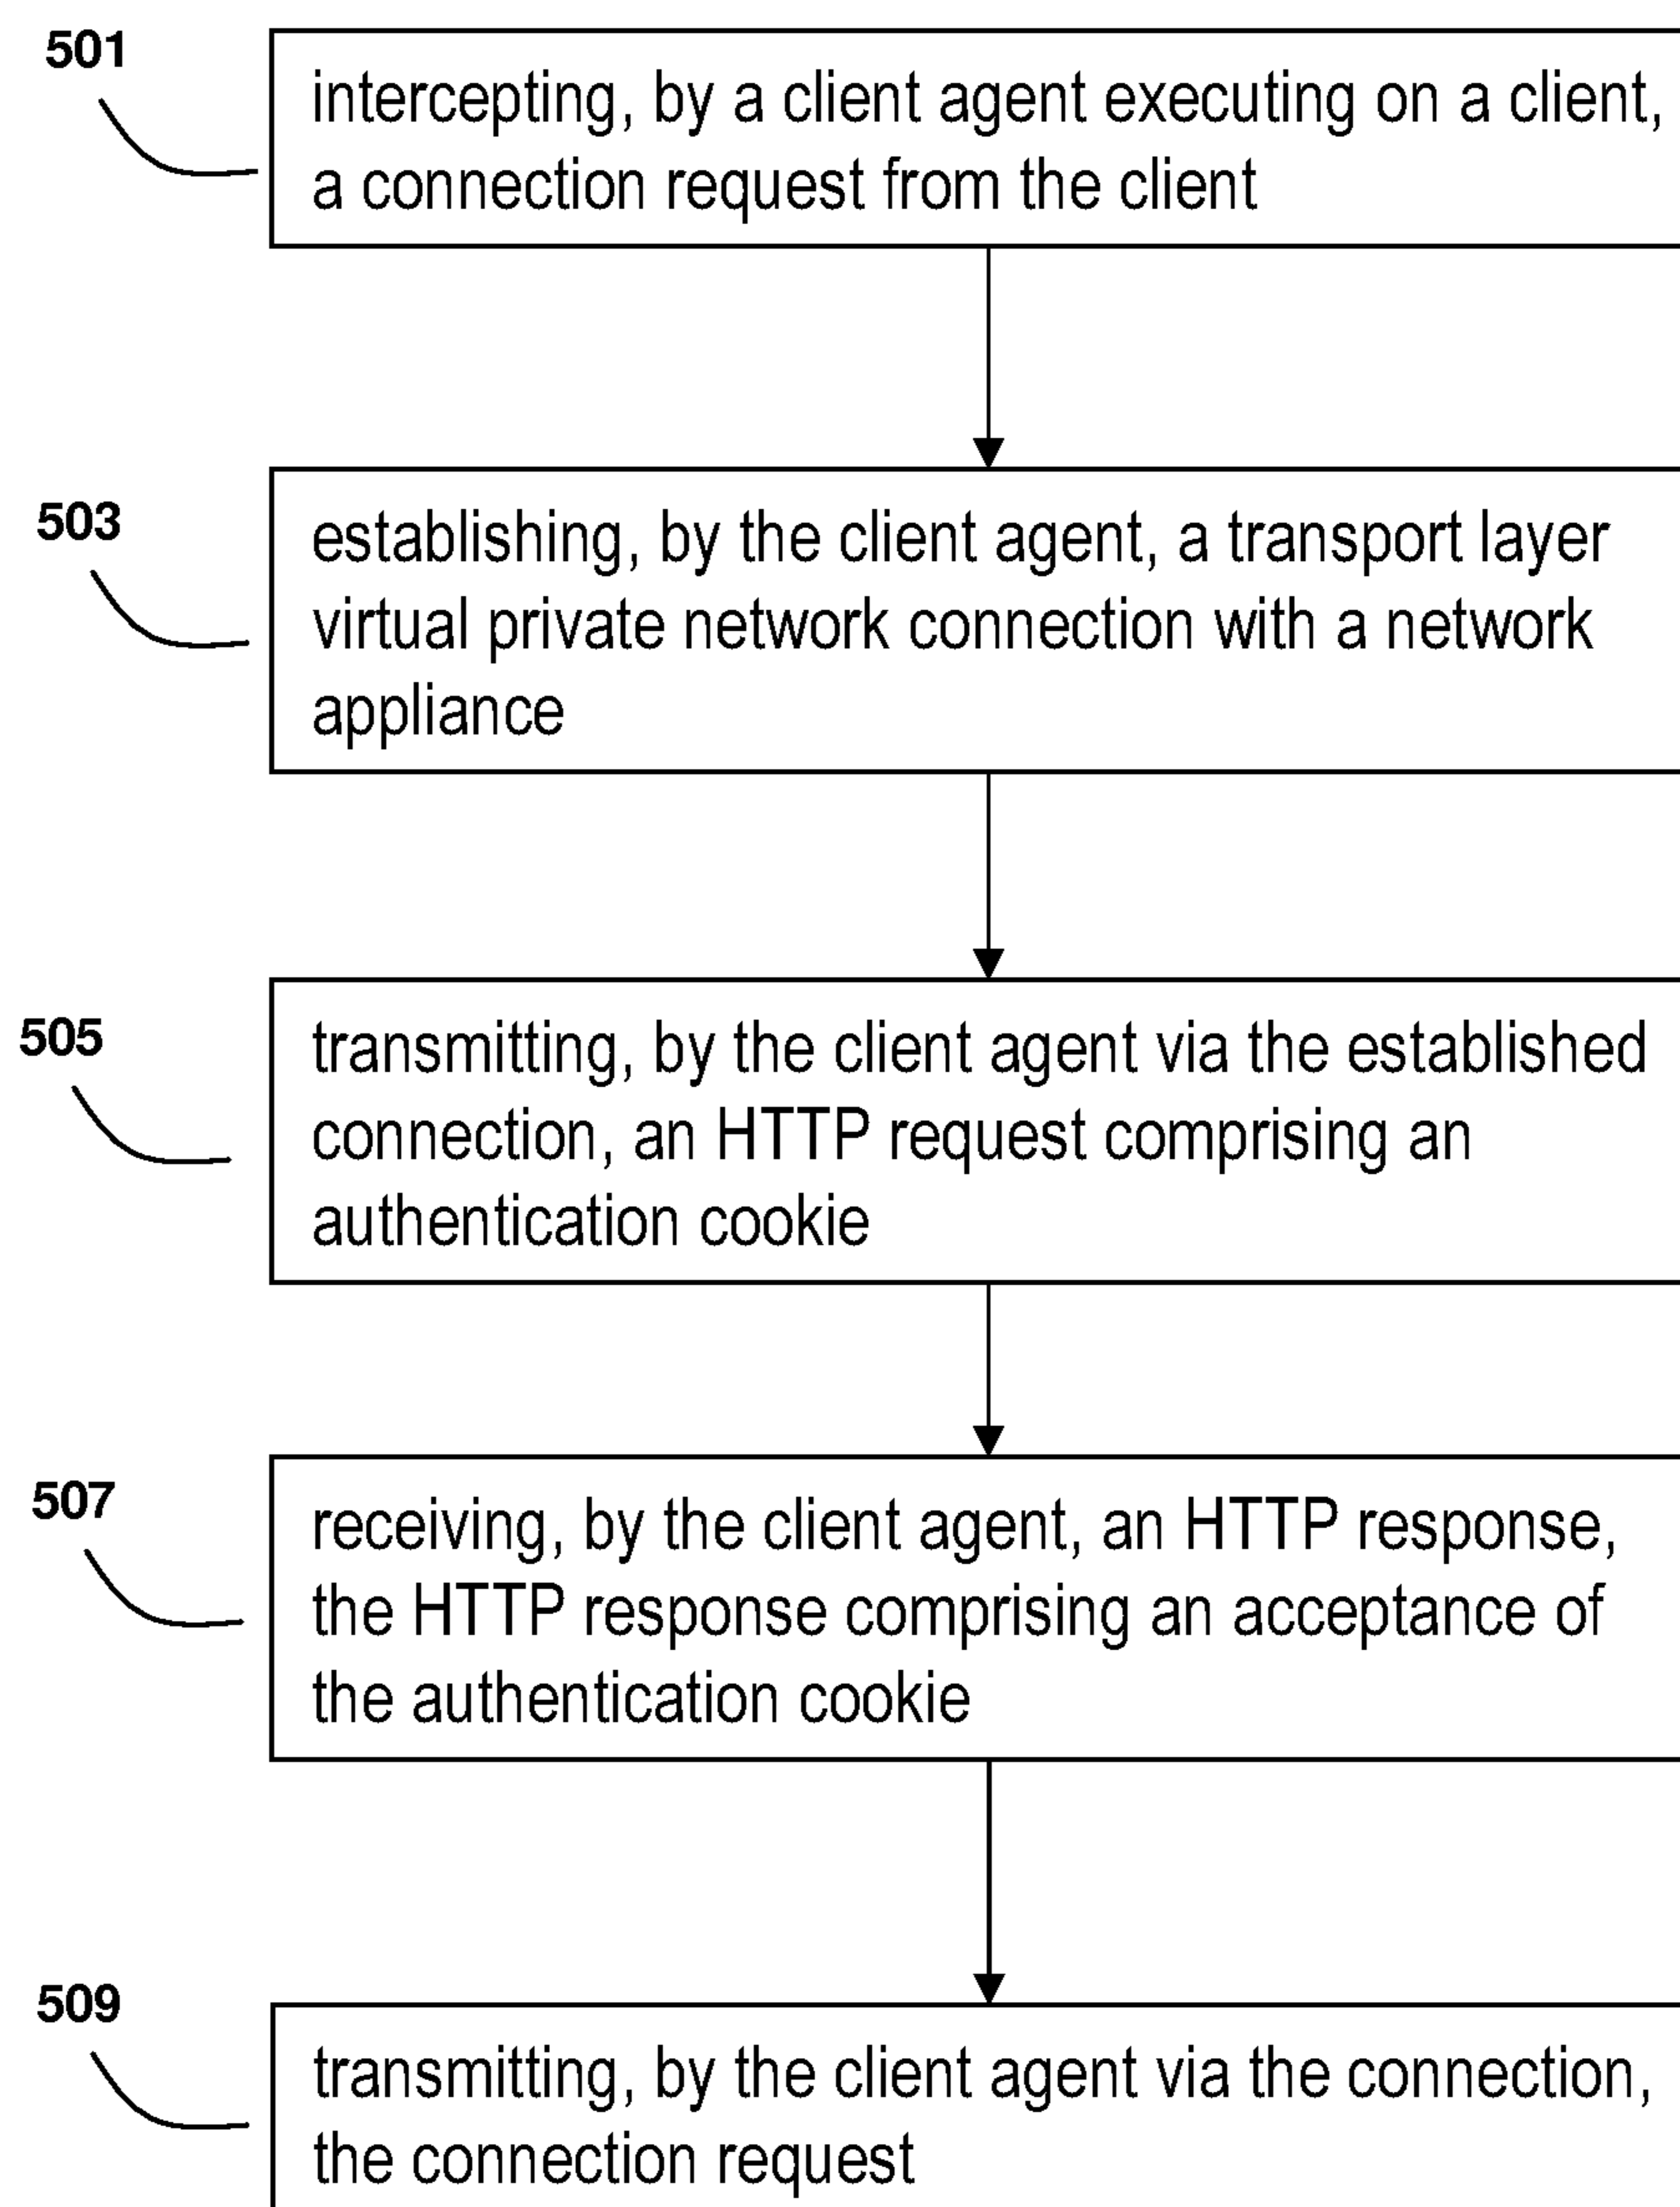 501
intercepting, by a client agent executing on a client,
a connection request from the client
503
establishing, by the client agent, a transport layer
virtual private network connection with a network
appliance
505
transmitting, by the client agent via the established
connection, an HTTP request comprising an
authentication cookie
507
receiving, by the client agent, an HTTP response,
the HTTP response comprising an acceptance of
the authentication cookie
509
transmitting, by the client agent via the connection,
the connection request